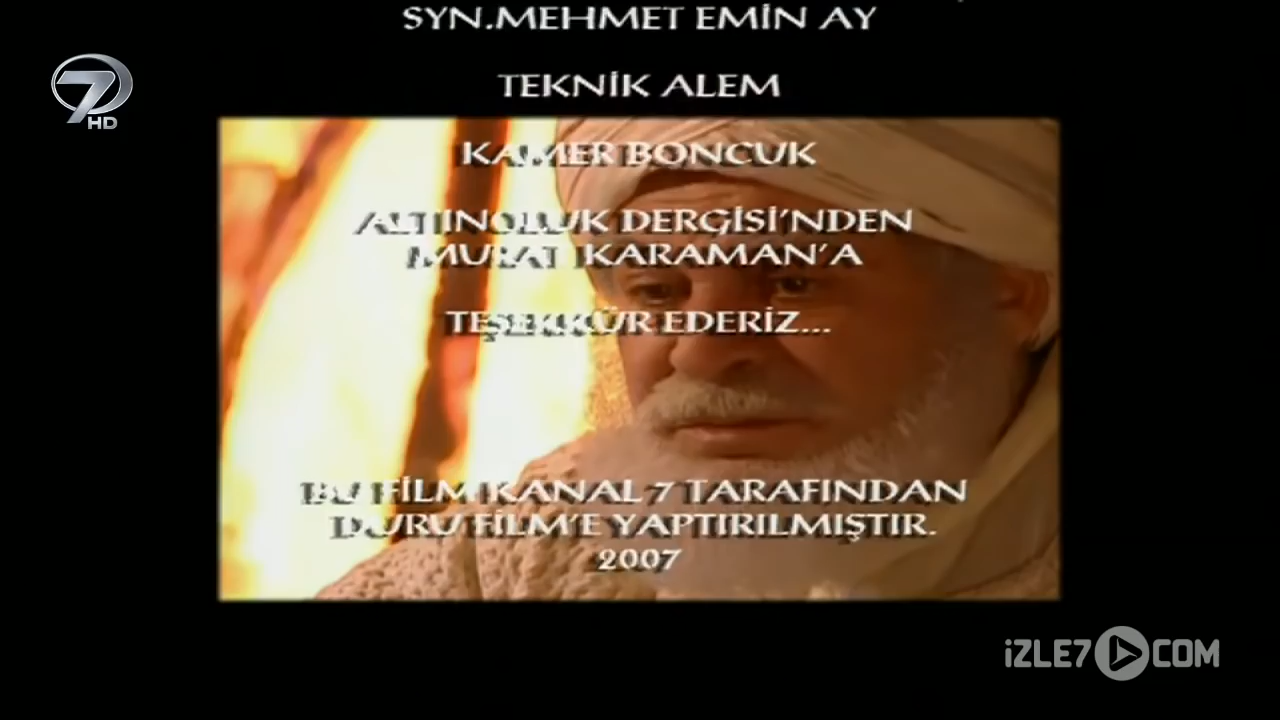 SYN.MEHMET EMİN AY
TEKNİK ALEM
7
HD
KAMER BONCUK
ALTINOLUK DERGİSİ'NDEN
MURAT KARAMAN'A
TEŞEKKÜR EDERİZ...
BU FİLM KANAL 7 TARAFINDAN
DURU FİLM'E YAPTIRILMIŞTIR.
2007
iZLE7 COM